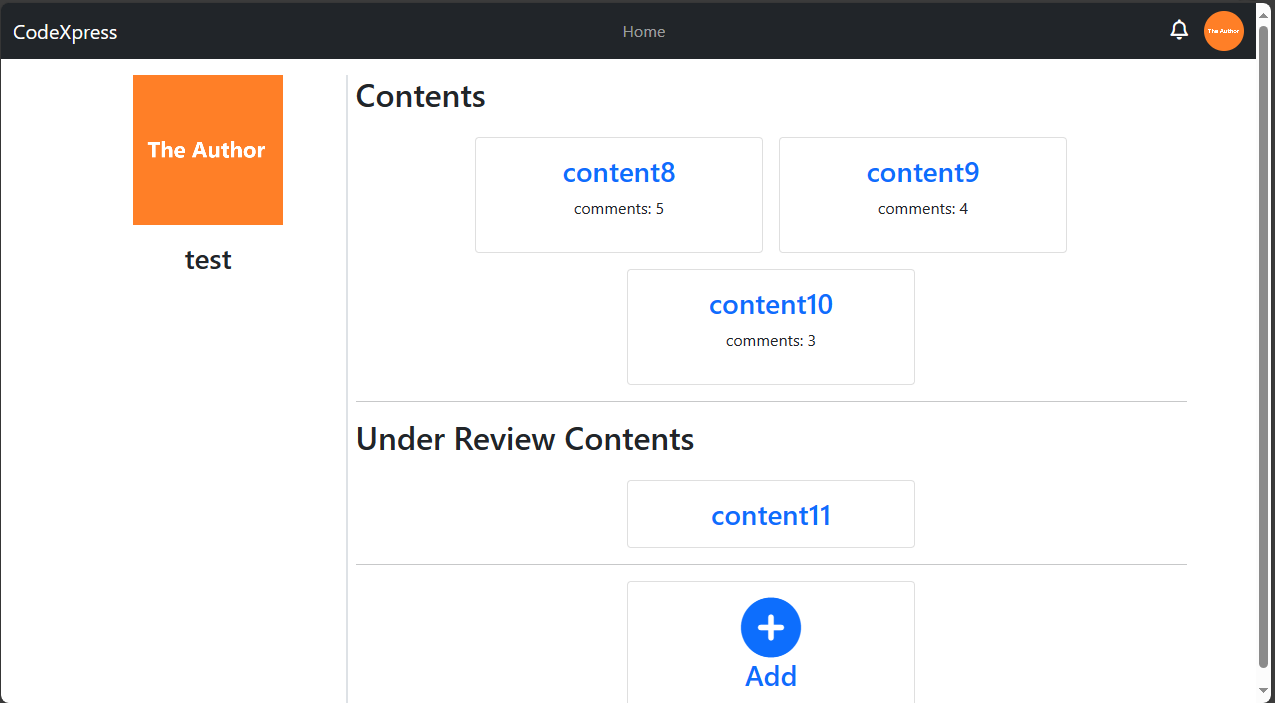 CodeXpress
Home
The Author
The Author
test
Contents
content8
comments: 5
content9
comments: 4
content10
comments: 3
Under Review Contents
content11
Add